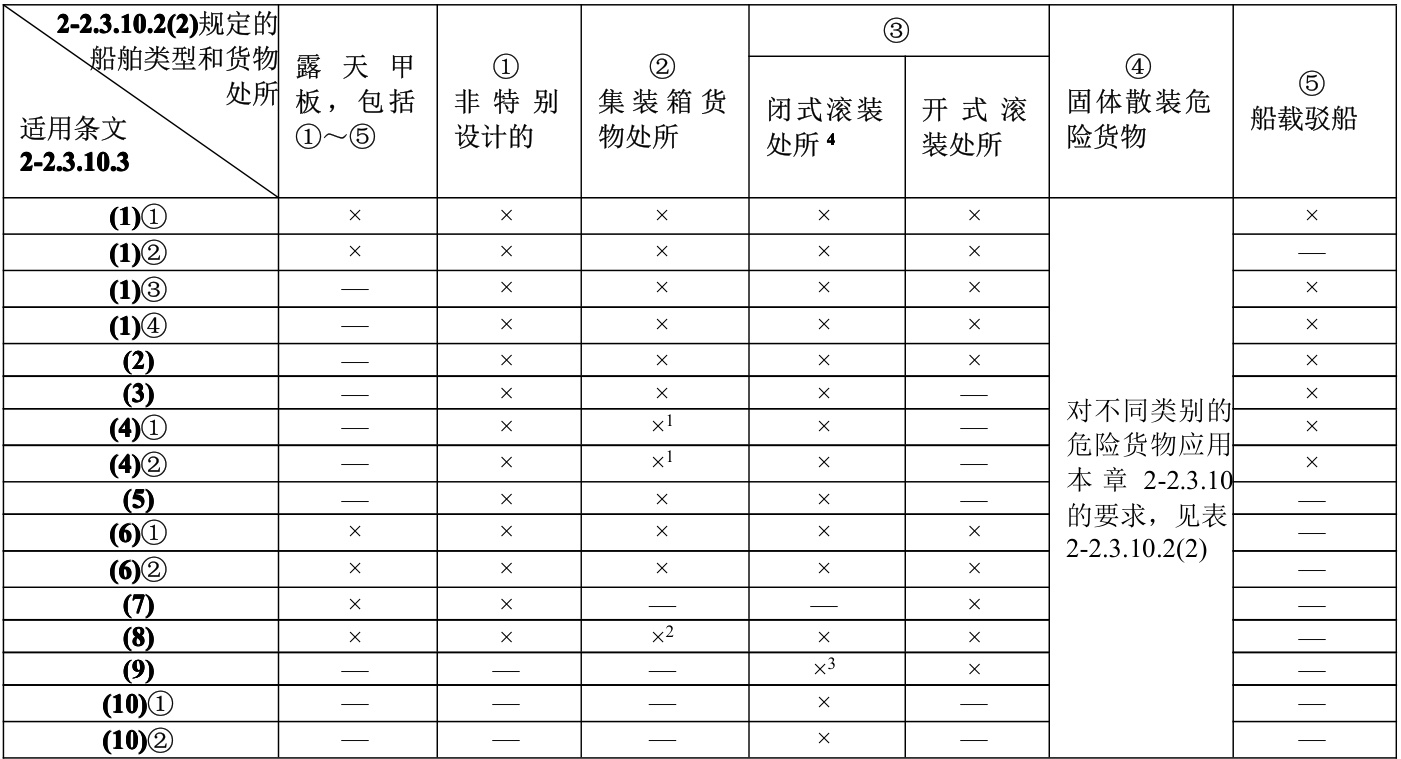 2-2.3.10.2(2)规定的
船舶类型和货物
处所
适用条文
2-2.3.10.3
露天甲
板，包括
①～⑤
①
非特别
设计的
②
集装箱货
物处所
③
闭式滚装
处所4
开式滚
装处所
④
固体散装危
险货物
⑤
船载驳船
(1)① × × × × × ×
(1)② × × × × × —
(1)③ — × × × × ×
(1)④ — × × × × ×
(2) — × × × × ×
(3) — × × × — ×
(4)① — × ×1 × — ×
(4)② — × ×1 × — ×
(5) — × × × — —
(6)① × × × × × —
(6)② × × × × × —
(7) × × — — × —
(8) × × ×2 × × —
(9) — — — ×3 × —
(10)① — — — × — —
(10)② — — — × — —
对不同类别的
危险货物应用
本章 2-2.3.10
的要求，见表
2-2.3.10.2(2)